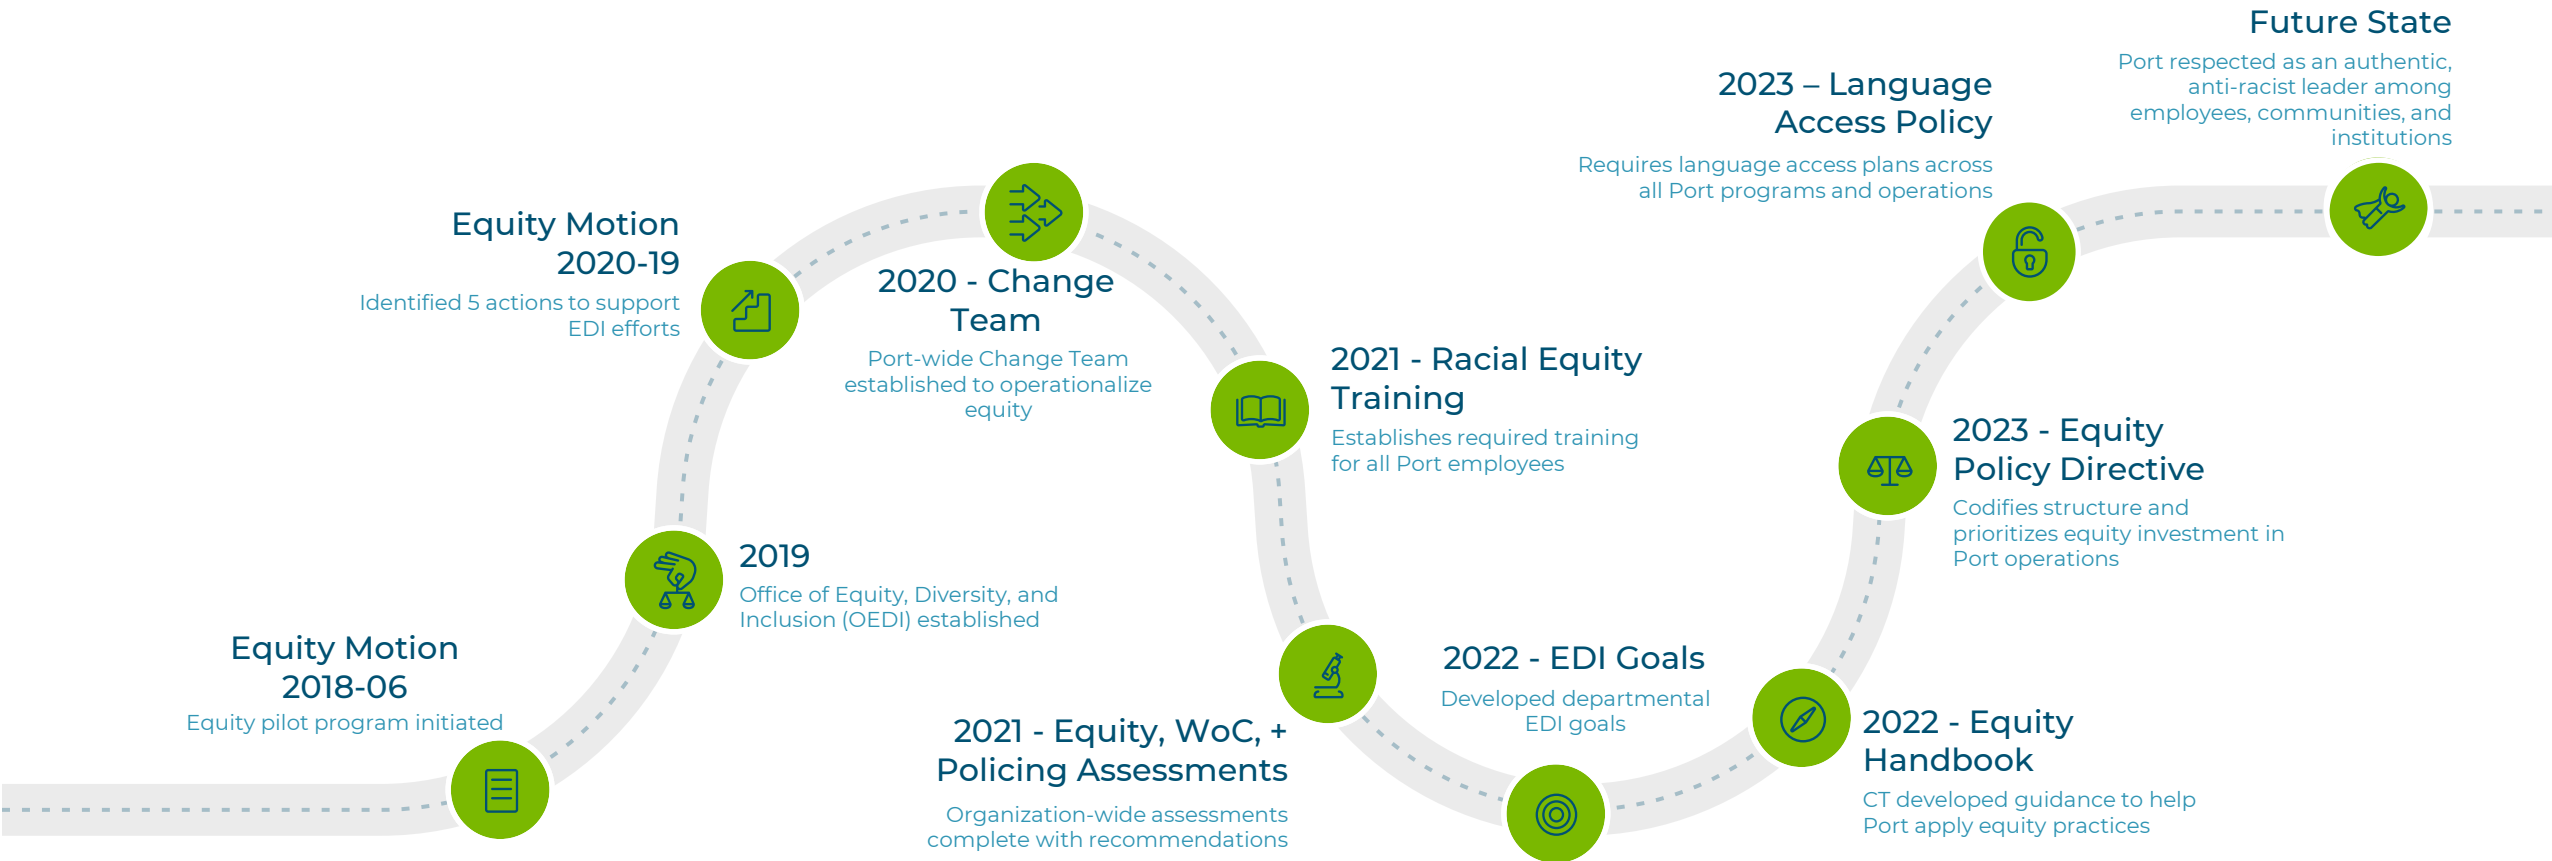 Equity Motion
2018-06
Equity pilot program initiated
2019
Office of Equity, Diversity, and
Inclusion (OEDI) established
Equity Motion
2020-19
Identified 5 actions to support
EDI efforts
2020 - Change
Team
Port-wide Change Team
established to operationalize
equity
2021 - Racial Equity
Training
Establishes required training
for all Port employees
2021 - Equity, WoC, +
Policing Assessments
Organization-wide assessments
complete with recommendations
2022 - EDI Goals
Developed departmental
EDI goals
2022 - Equity
Handbook
CT developed guidance to help
Port apply equity practices
2023 - Equity
Policy Directive
Codifies structure and
prioritizes equity investment in
Port operations
2023 – Language
Access Policy
Requires language access plans across
all Port programs and operations
Future State
Port respected as an authentic,
anti-racist leader among
employees, communities, and
institutions